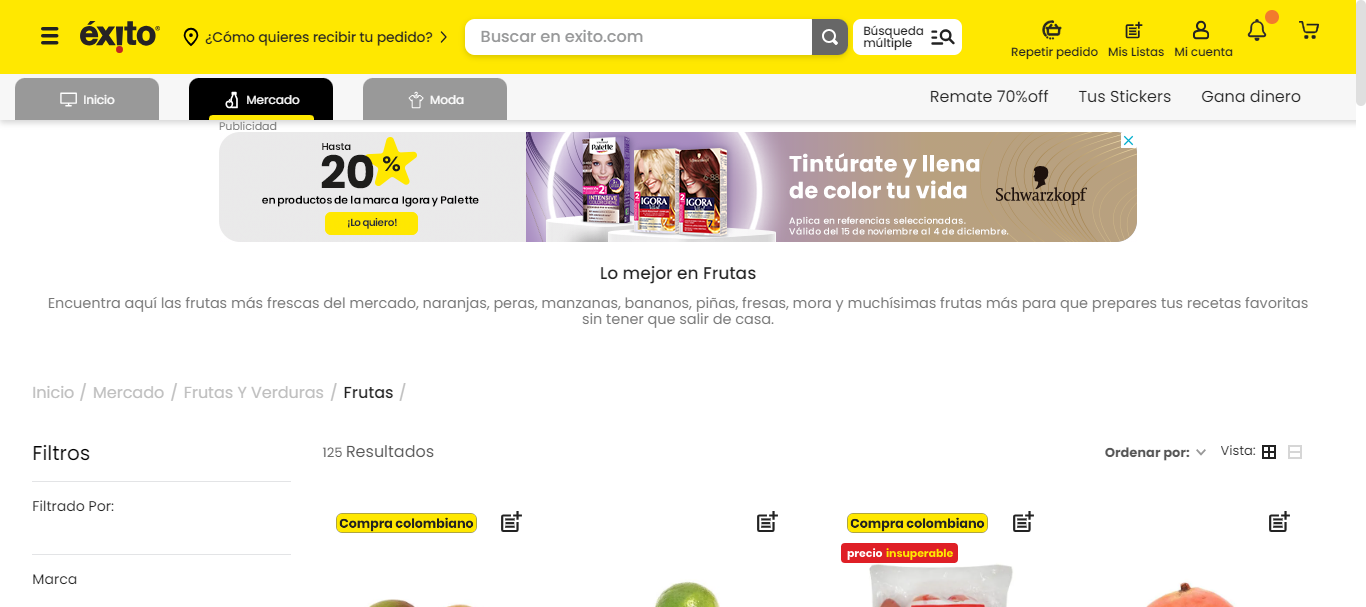 éxito
¿Cómo quieres recibir tu pedido?
Buscar en exito.com
Búsqueda
múltiple
Repetir pedido
Mis Listas
Mi cuenta
Inicio
Mercado
Moda
Remate 70%off
Tus Stickers
Gana dinero
Publicidad
Hasta
20%
en productos de la marca Igora y Palette
¡Lo quiero!
Palette
INTENSIVE
IGORA
IGORA
Tintúrate y llena
de color tu vida
Aplica en referencias seleccionadas.
Válido del 15 de noviembre al 4 de diciembre.
Schwarzkopf
Lo mejor en Frutas
Encuentra aquí las frutas más frescas del mercado, naranjas, peras, manzanas, bananos, piñas, fresas, mora y muchísimas frutas más para que prepares tus recetas favoritas
sin tener que salir de casa.
Inicio / Mercado / Frutas Y Verduras / Frutas /
Filtros
125 Resultados
Ordenar por:
Vista:
Filtrado Por:
Marca
Compra colombiano
Compra colombiano
precio insuperable